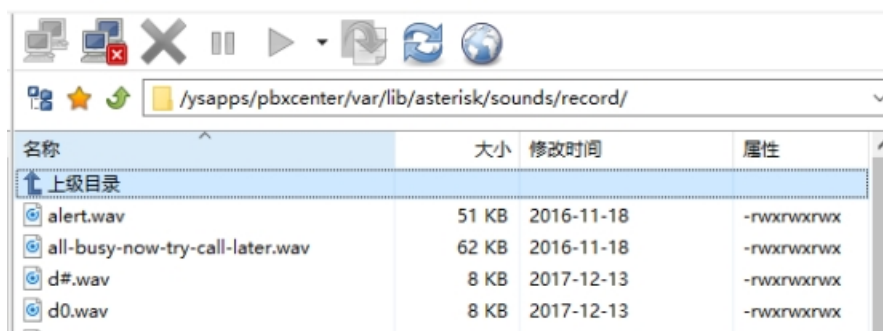 /ysapps/pbxcenter/var/lib/asterisk/sounds/record/
名称 大小 修改时间 属性
上级目录
alert.wav 51 KB 2016-11-18 -rwxrwxrwx
all-busy-now-try-call-later.wav 62 KB 2016-11-18 -rwxrwxrwx
d#.wav 8 KB 2017-12-13 -rwxrwxrwx
d0.wav 8 KB 2017-12-13 -rwxrwxrwx